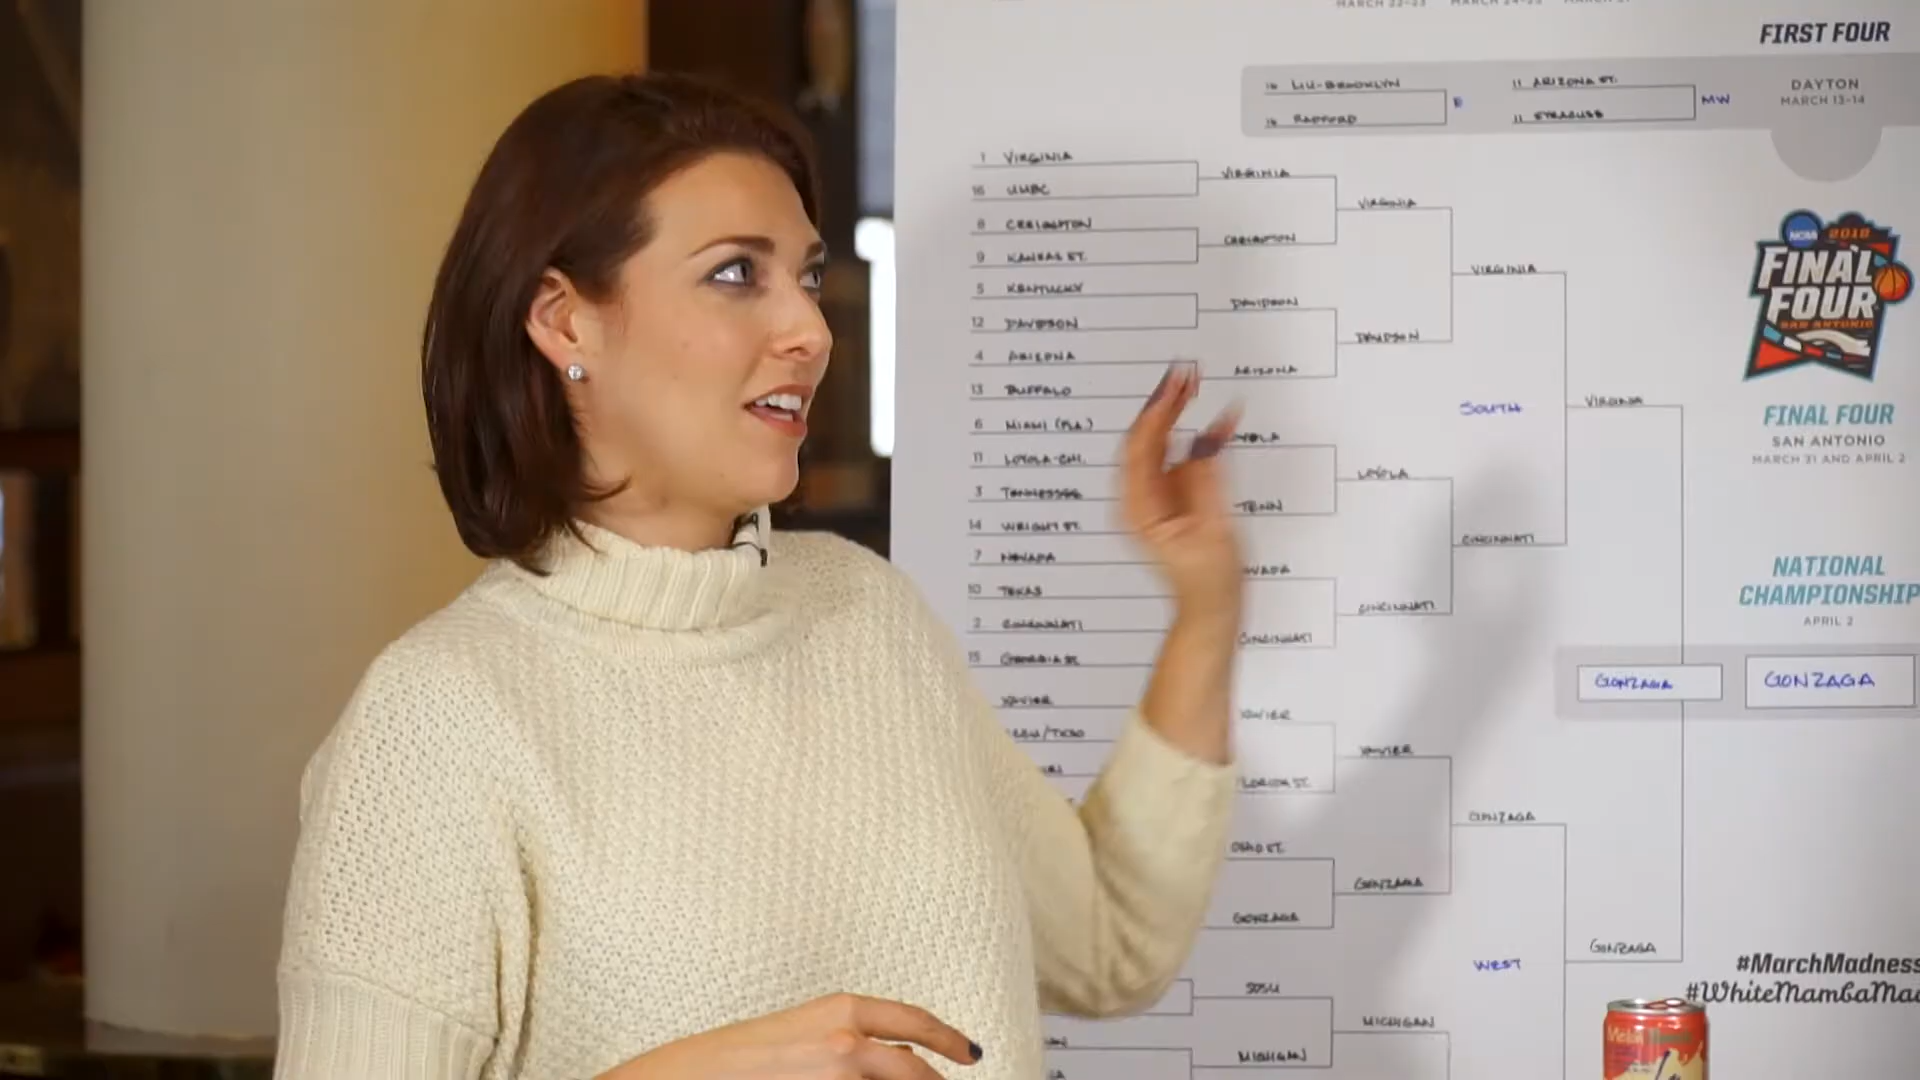 FIRST FOUR
16 LIU-BROOKLYN
16 RADFORD
11 ARIZONA ST.
MW
DAYTON
MARCH 13-14
1 VIRGINIA
16 UMBC
8 CREIGHTON
9 KANSAS ST.
5 KENTUCKY
12 DAVIDSON
4 ARIZONA
13 BUFFALO
6 MIAMI (FLA.)
11 LOYOLA-CHI.
3 TENNESSEE
14 WRIGHT ST.
7 NEVADA
10 TEXAS
2 CINCINNATI
15 GEORGIA ST.
XAVIER
VIRGINIA
CREIGHTON
DAVIDSON
ARIZONA
TENN
CINCINNATI
XAVIER
OHIO ST.
GONZAGA
SDSU
MICHIGAN
VIRGINIA
DAVIDSON
LOYOLA
CINCINNATI
XAVIER
GONZAGA
MICHIGAN
VIRGINIA
SOUTH
CINCINNATI
GONZAGA
WEST
VIRGINIA
GONZAGA
GONZAGA
GONZAGA
NCAA 2018
FINAL
FOUR
SAN ANTONIO
FINAL FOUR
SAN ANTONIO
MARCH 31 AND APRIL 2
NATIONAL
CHAMPIONSHIP
APRIL 2
#MarchMadness